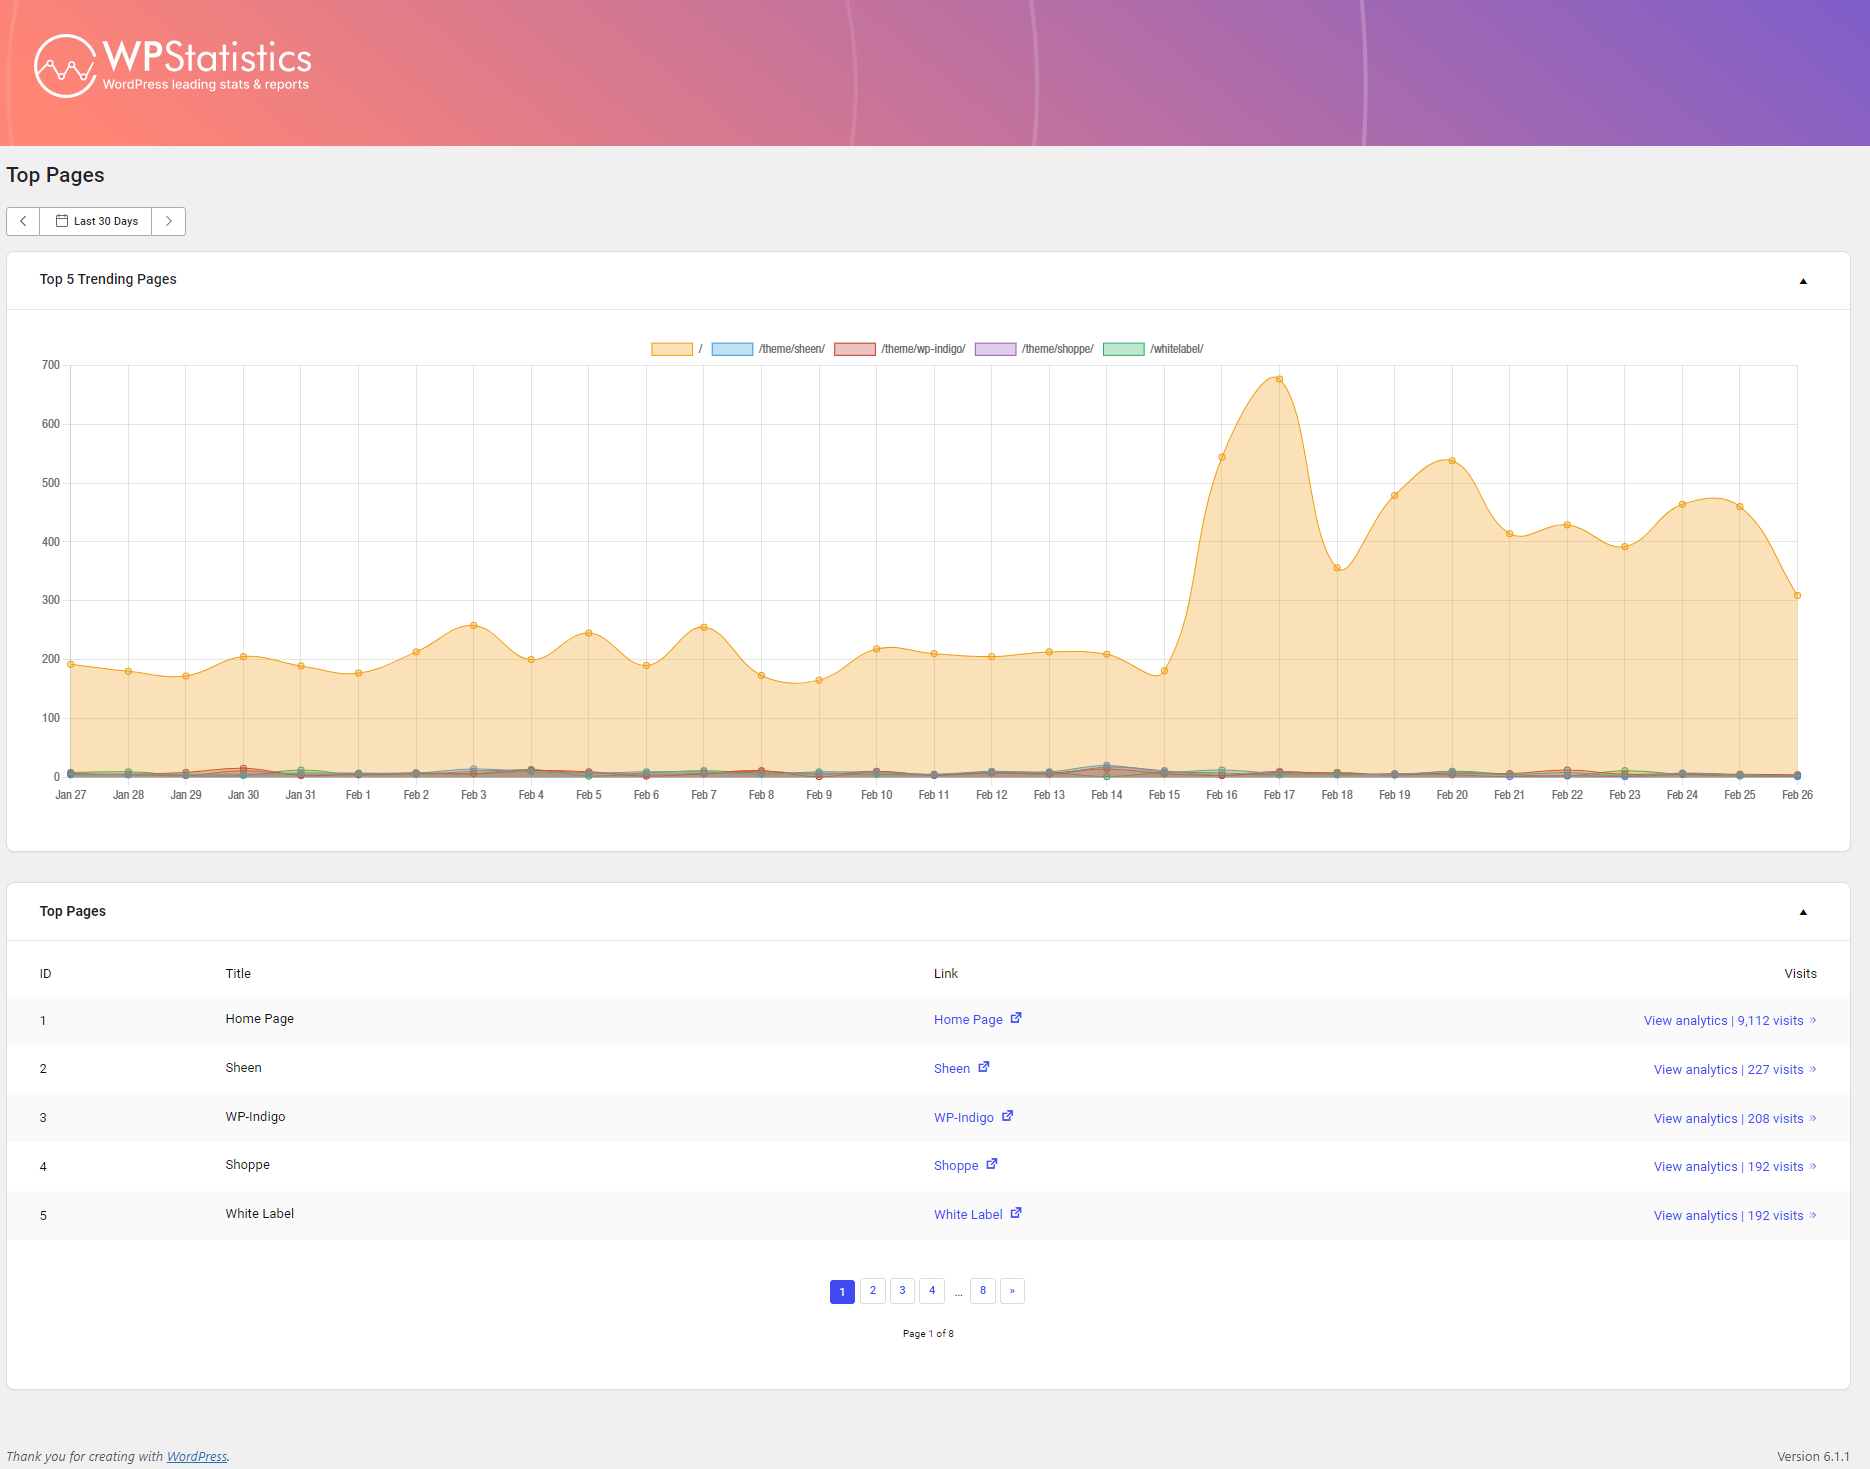 WPStatistics
WordPress leading stats & reports
Top Pages
Last 30 Days
Top 5 Trending Pages
/ /theme/sheen/ /theme/wp-indigo/ /theme/shoppe/ /whitelabel/
700
600
500
400
300
200
100
0
Jan 27 Jan 28 Jan 29 Jan 30 Jan 31 Feb 1 Feb 2 Feb 3 Feb 4 Feb 5 Feb 6 Feb 7 Feb 8 Feb 9 Feb 10 Feb 11 Feb 12 Feb 13 Feb 14 Feb 15 Feb 16 Feb 17 Feb 18 Feb 19 Feb 20 Feb 21 Feb 22 Feb 23 Feb 24 Feb 25 Feb 26
Top Pages
ID Title Link Visits
1 Home Page Home Page View analytics | 9,112 visits »
2 Sheen Sheen View analytics | 227 visits »
3 WP-Indigo WP-Indigo View analytics | 208 visits »
4 Shoppe Shoppe View analytics | 192 visits »
5 White Label White Label View analytics | 192 visits »
1 2 3 4 ... 8 »
Page 1 of 8
Thank you for creating with WordPress. Version 6.1.1